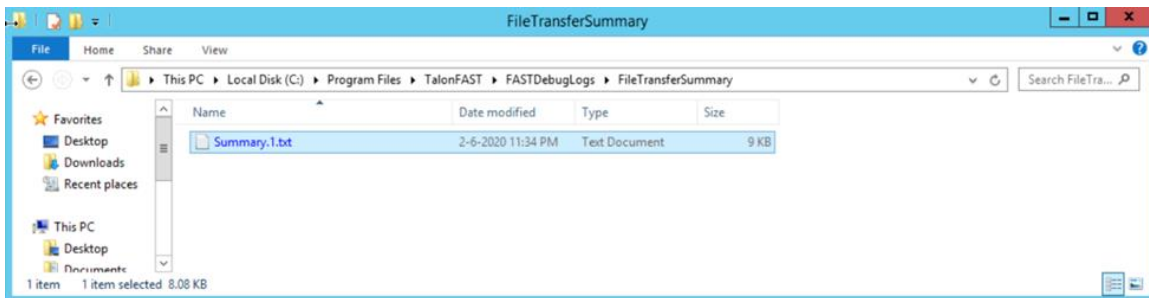 FileTransferSummary
File Home Share View
This PC Local Disk (C:) Program Files TalonFAST FASTDebugLogs FileTransferSummary Search FileTra...
Name Date modified Type Size
Favorites
Summary.1.txt 2-6-2020 11:34 PM Text Document 9 KB
Desktop
Downloads
Recent places
This PC
Desktop
Documents
1 item 1 item selected 8.08 KB